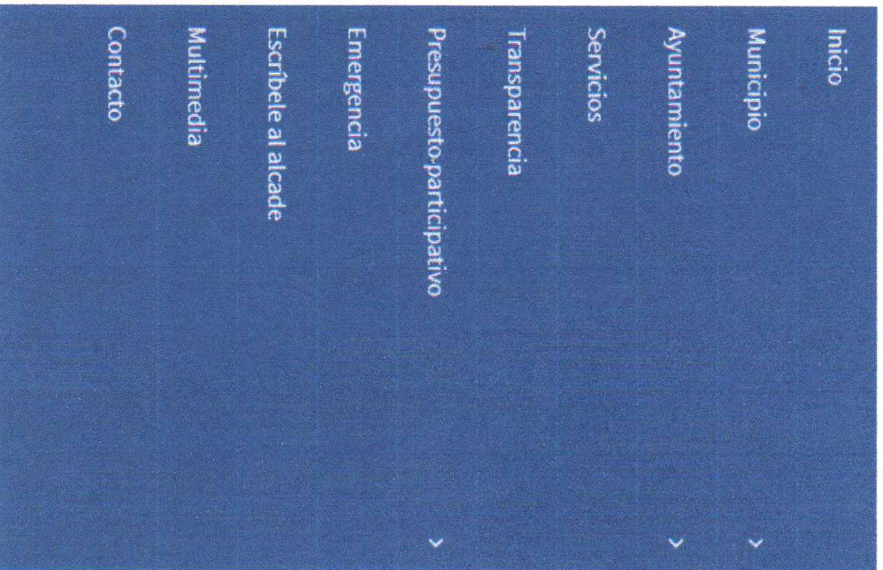 Inicio
Municipio ›
Ayuntamiento ›
Servicios
Transparencia
Presupuesto participativo ›
Emergencia
Escríbele al alcade
Multimedia
Contacto